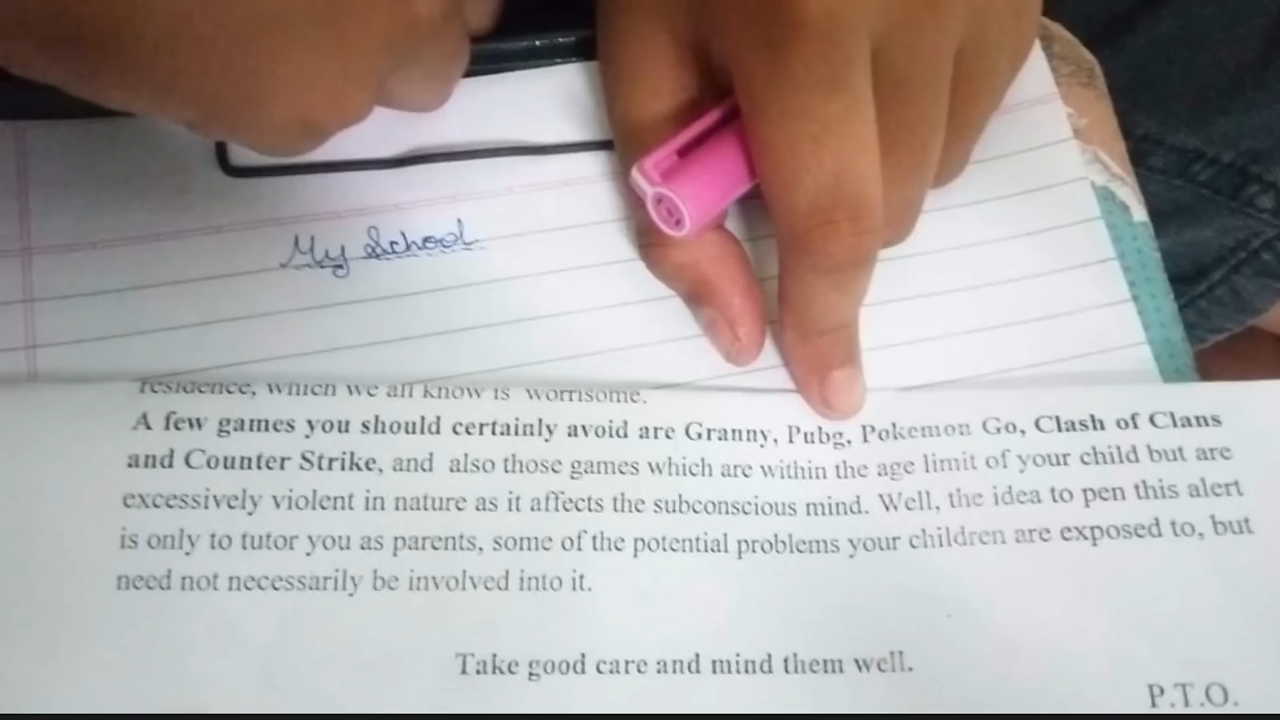 My School
residence, which we all know is worrisome.
A few games you should certainly avoid are Granny, Pubg, Pokemon Go, Clash of Clans
and Counter Strike, and also those games which are within the age limit of your child but are
excessively violent in nature as it affects the subconscious mind. Well, the idea to pen this alert
is only to tutor you as parents, some of the potential problems your children are exposed to, but
need not necessarily be involved into it.
Take good care and mind them well.
P.T.O.